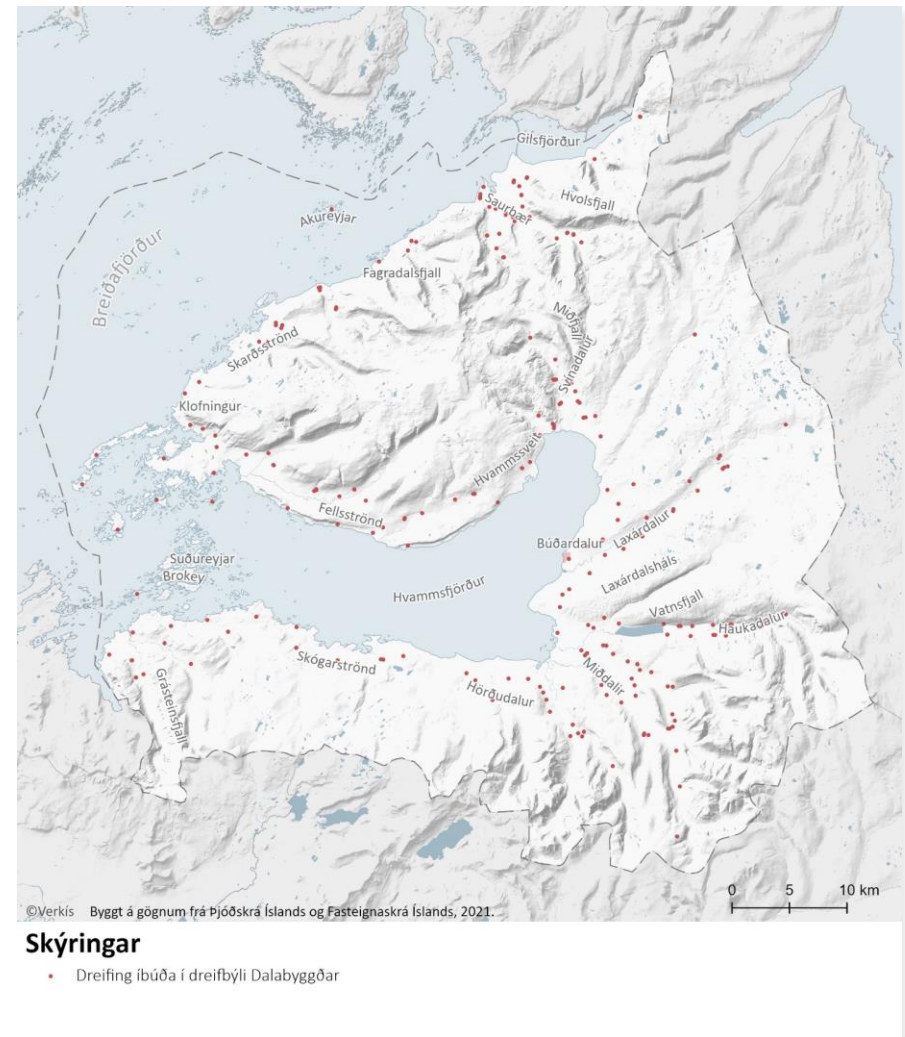 Gilsfjörður
Hvolsfjall
Saurbær
Akureyjar
Breiðafjörður
Fagradalsfjall
Miðfjall
Svínadalur
Skarðsströnd
Klofningur
Hvammssveit
Fellsströnd
Laxárdalur
Búðardalur
Suðureyjar
Brokey
Laxárdalsháls
Hvammsfjörður
Vatnsfjall
Haukadalur
Skógarströnd
Miðdalir
Hörðudalur
Grásteinsfjall
0 5 10 km
©Verkís Byggt á gögnum frá Þjóðskrá Íslands og Fasteignaskrá Íslands, 2021.
Skýringar
Dreifing íbúða í dreifbýli Dalabyggðar